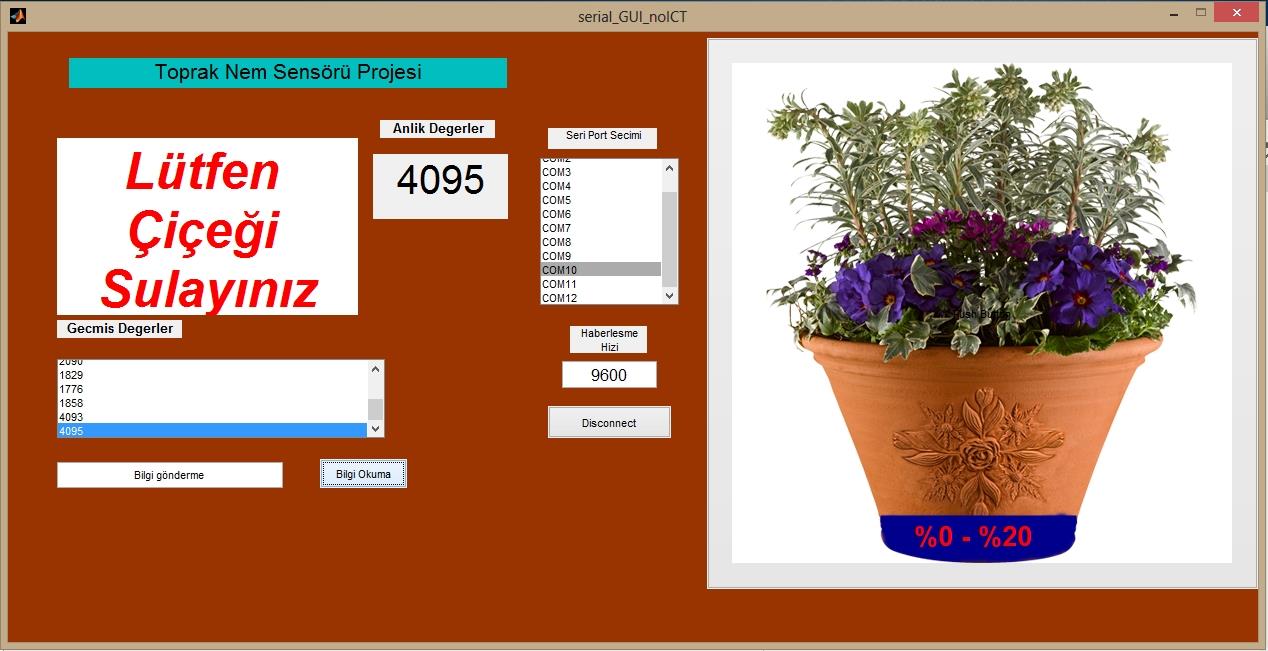 serial_GUI_noICT
Toprak Nem Sensörü Projesi
Lütfen
Çiçeği
Sulayınız
Anlik Degerler
4095
Seri Port Secimi
COM2
COM3
COM4
COM5
COM6
COM7
COM8
COM9
COM10
COM11
COM12
Gecmis Degerler
2090
1829
1776
1858
4093
4095
Haberlesme
Hizi
9600
Disconnect
Bilgi gönderme
Bilgi Okuma
Push Button
%0 - %20